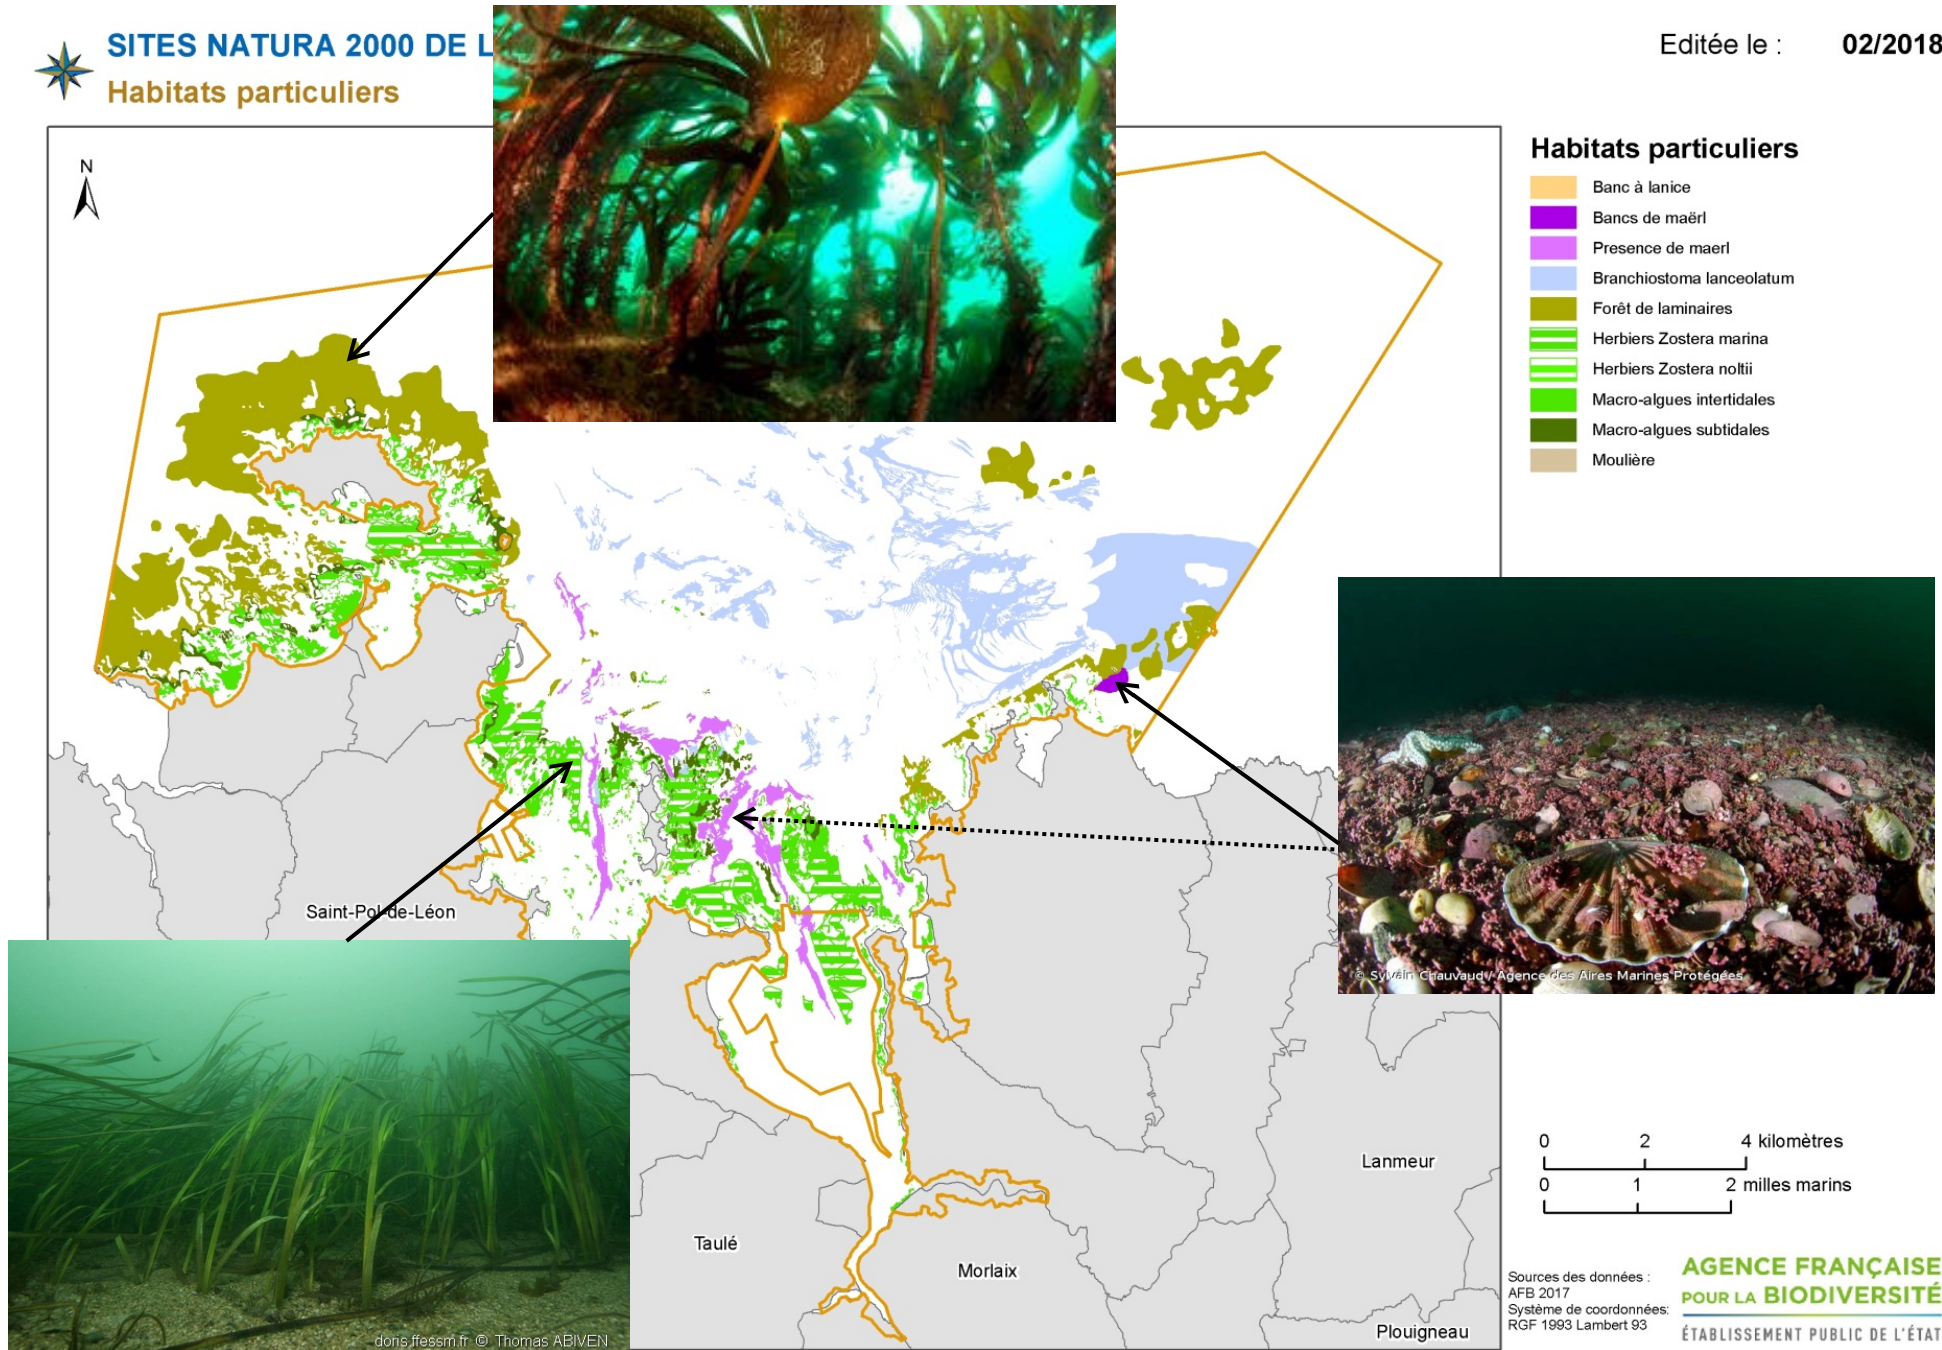 SITES NATURA 2000 DE L
Habitats particuliers
Editée le : 02/2018
N
Habitats particuliers
Banc à lanice
Bancs de maërl
Presence de maerl
Branchiostoma lanceolatum
Forêt de laminaires
Herbiers Zostera marina
Herbiers Zostera noltii
Macro-algues intertidales
Macro-algues subtidales
Moulière
Saint-Pol-de-Léon
© Sylvain Chauvaud / Agence des Aires Marines Protégées
0 2 4 kilomètres
0 1 2 milles marins
Lanmeur
Taulé
Morlaix
Plouigneau
doris.ffessm.fr © Thomas ABIVEN
Sources des données :
AFB 2017
Système de coordonnées:
RGF 1993 Lambert 93
AGENCE FRANÇAISE
POUR LA BIODIVERSITÉ
ÉTABLISSEMENT PUBLIC DE L'ÉTAT